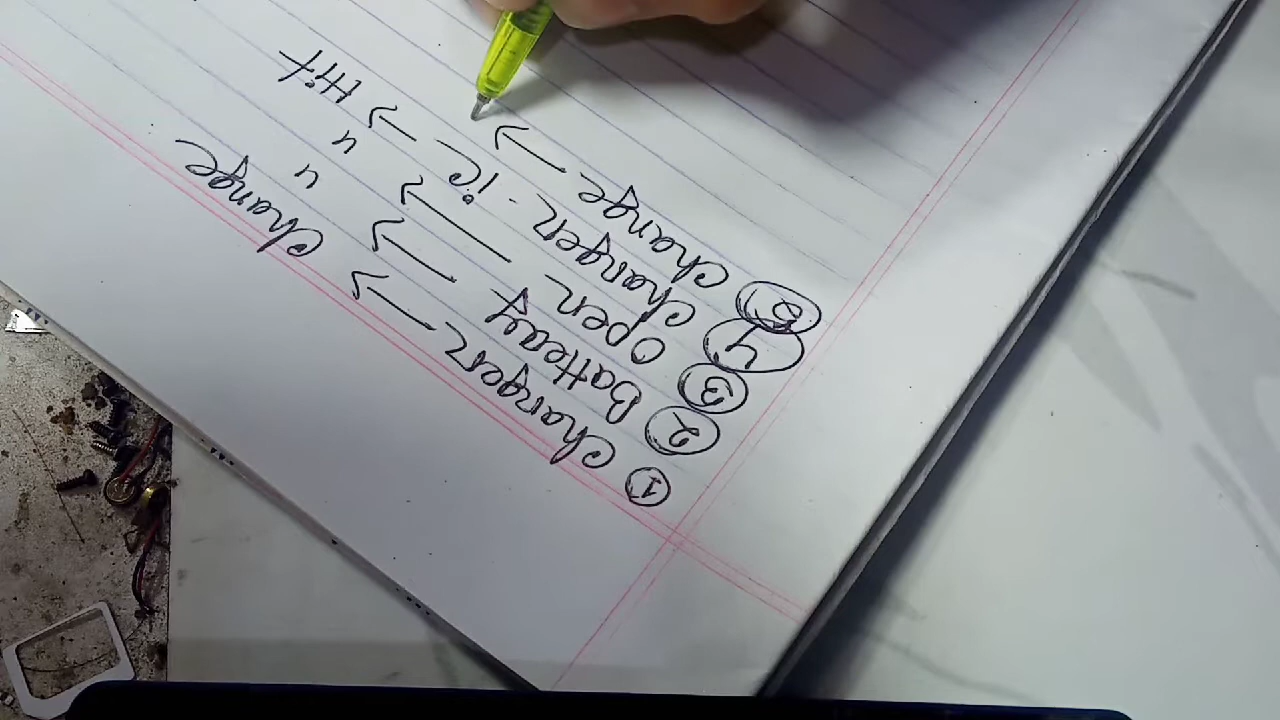 ① Charger → Change
② Battery → "
③ Open → "
④ Charger - ic → Hit
⑤ Change →